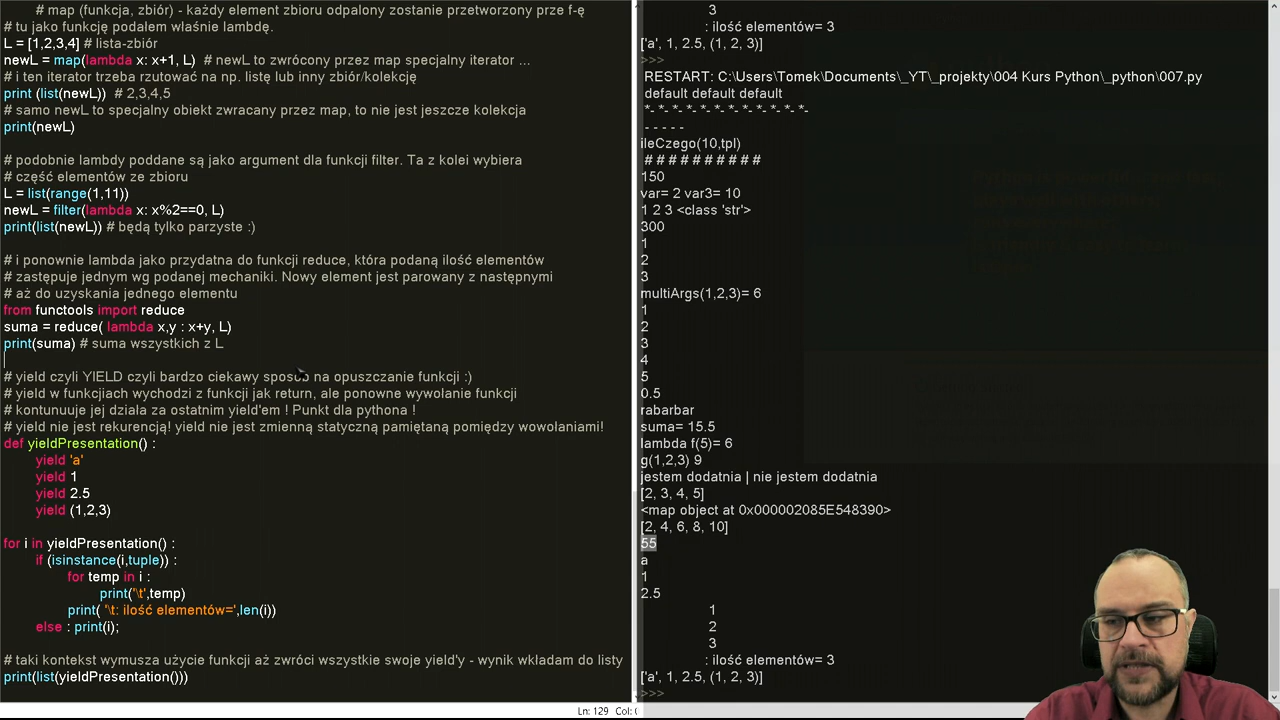 # map (funkcja, zbiór) - każdy element zbioru odpalony zostanie przetworzony prze f-ę
# tu jako funkcję podałem właśnie lambdę.
L = [1,2,3,4] # lista-zbiór
newL = map(lambda x: x+1, L)  # newL to zwrócony przez map specjalny iterator ...
# i ten iterator trzeba rzutować na np. listę lub inny zbiór/kolekcję
print (list(newL))  # 2,3,4,5
# samo newL to specjalny obiekt zwracany przez map, to nie jest jeszcze kolekcja
print(newL)
# podobnie lambdy poddane są jako argument dla funkcji filter. Ta z kolei wybiera
# część elementów ze zbioru
L = list(range(1,11))
newL = filter(lambda x: x%2==0, L)
print(list(newL)) # będą tylko parzyste :)
# i ponownie lambda jako przydatna do funkcji reduce, która podaną ilość elementów
# zastępuje jednym wg podanej mechaniki. Nowy element jest parowany z następnymi
# aż do uzyskania jednego elementu
from functools import reduce
suma = reduce( lambda x,y : x+y, L)
print(suma) # suma wszystkich z L
# yield czyli YIELD czyli bardzo ciekawy sposób na opuszczanie funkcji :)
# yield w funkcjiach wychodzi z funkcji jak return, ale ponowne wywołanie funkcji
# kontunuuje jej działa za ostatnim yield'em ! Punkt dla pythona !
# yield nie jest rekurencją! yield nie jest zmienną statyczną pamiętaną pomiędzy wowołaniami!
def yieldPresentation() :
yield 'a'
yield 1
yield 2.5
yield (1,2,3)
for i in yieldPresentation() :
if (isinstance(i,tuple)) :
for temp in i :
print('\t',temp)
print( '\t: ilość elementów=',len(i))
else : print(i);
# taki kontekst wymusza użycie funkcji aż zwróci wszystkie swoje yield'y - wynik wkładam do listy
print(list(yieldPresentation()))
3
: ilość elementów= 3
['a', 1, 2.5, (1, 2, 3)]
>>>
RESTART: C:\Users\Tomek\Documents\_YT\_projekty\004 Kurs Python\_python\007.py
default default default
*-*-*-*-*-*-*-*-*-*-*-*-
- - - - -
ileCzego(10,tpl)
# # # # # # # # # #
150
var= 2 var3= 10
1 2 3 <class 'str'>
300
1
2
3
multiArgs(1,2,3)= 6
1
2
3
4
5
0.5
rabarbar
suma= 15.5
lambda f(5)= 6
g(1,2,3) 9
jestem dodatnia | nie jestem dodatnia
[2, 3, 4, 5]
<map object at 0x000002085E548390>
[2, 4, 6, 8, 10]
55
a
1
2.5
1
2
3
: ilość elementów= 3
['a', 1, 2.5, (1, 2, 3)]
>>>
Ln: 129  Col: